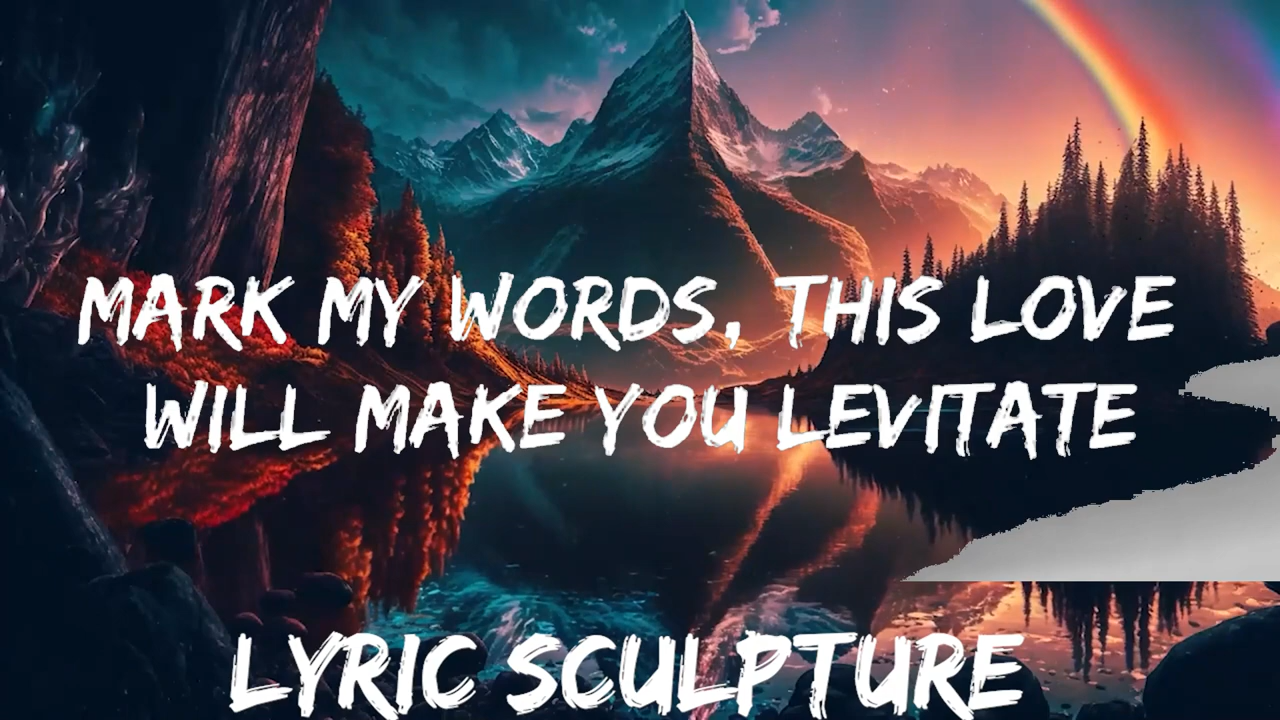 MARK MY WORDS, THIS LOVE
WILL MAKE YOU LEVITATE
LYRIC SCULPTURE